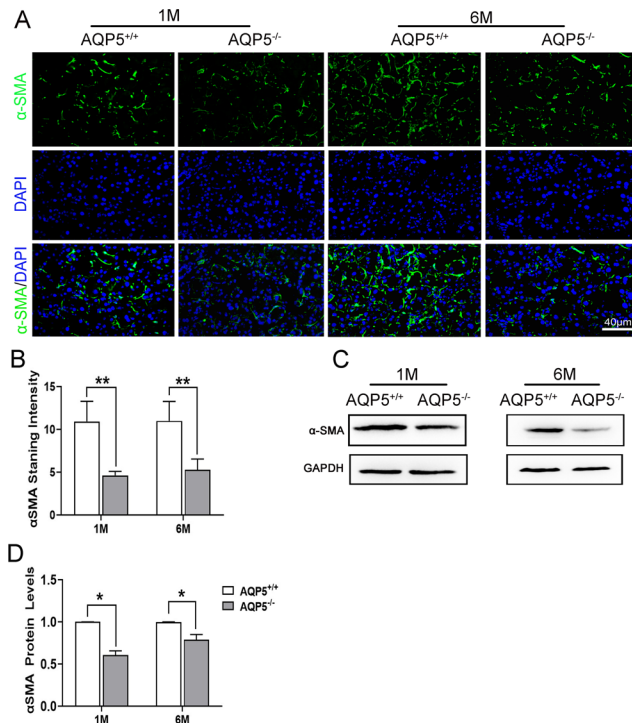 A
1M
6M
AQP5+/+
AQP5-/-
AQP5+/+
AQP5-/-
α-SMA
DAPI
α-SMA/DAPI
40μm
B
αSMA Staning Intensity
15
10
5
0
**
**
1M
6M
C
1M
6M
AQP5+/+
AQP5-/-
AQP5+/+
AQP5-/-
α-SMA
GAPDH
D
αSMA Protein Levels
1.5
1.0
0.5
0.0
*
*
1M
6M
AQP5+/+
AQP5-/-